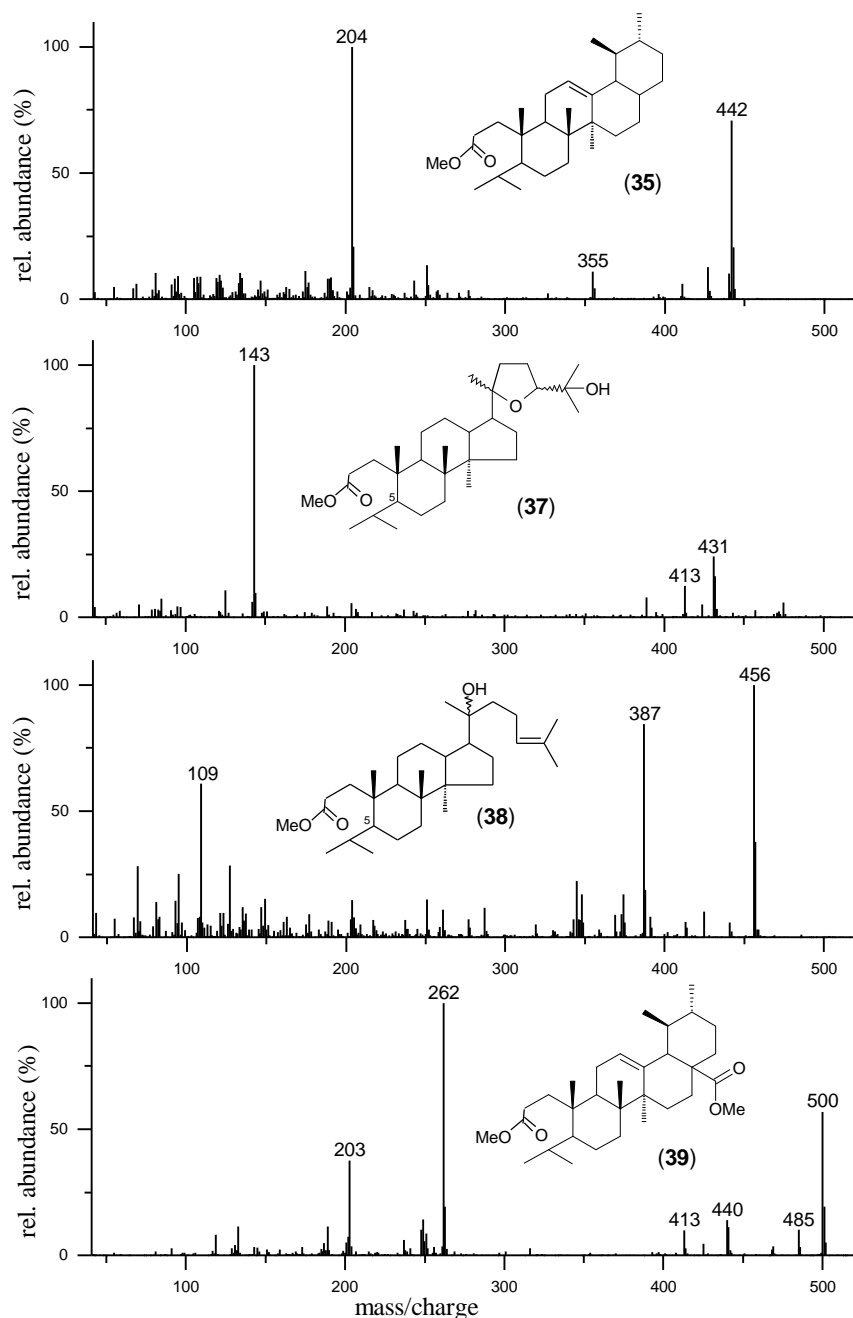 rel. abundance (%)
100
50
0
204
355
442
MeO
O
(35)
100
200
300
400
500
rel. abundance (%)
100
50
0
143
413
431
O
OH
MeO
O
5
(37)
100
200
300
400
500
rel. abundance (%)
100
50
0
109
387
456
OH
MeO
O
5
(38)
100
200
300
400
500
rel. abundance (%)
100
50
0
203
262
413
440
485
500
MeO
O
O
OMe
(39)
100
200
300
400
500
mass/charge